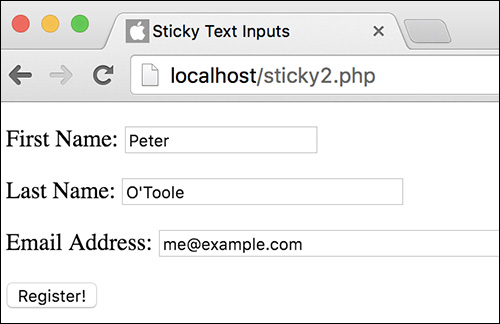 Sticky Text Inputs
localhost/sticky2.php
First Name: Peter
Last Name: O'Toole
Email Address: me@example.com
Register!